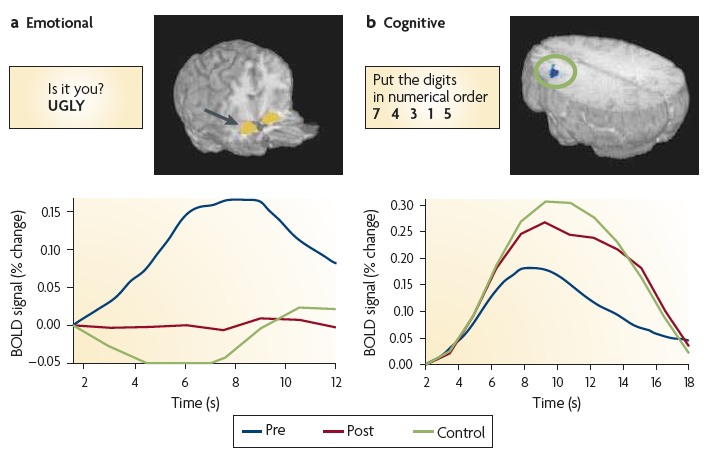 a Emotional
Is it you?
UGLY
BOLD signal (% change)
0.15
0.10
0.05
0.00
–0.05
2 4 6 8 10 12
Time (s)
b Cognitive
Put the digits
in numerical order
7 4 3 1 5
BOLD signal (% change)
0.30
0.25
0.20
0.15
0.10
0.05
0.00
2 4 6 8 10 12 14 16 18
Time (s)
Pre Post Control